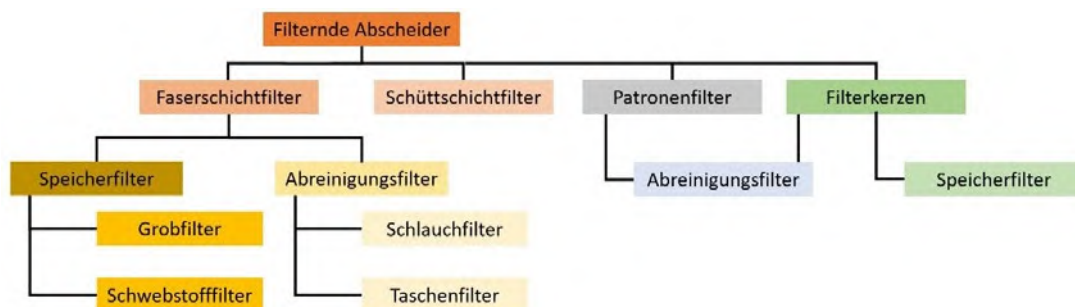 Filternde Abscheider
Faserschichtfilter
Schüttschichtfilter
Patronenfilter
Filterkerzen
Speicherfilter
Abreinigungsfilter
Abreinigungsfilter
Speicherfilter
Grobfilter
Schlauchfilter
Schwebstofffilter
Taschenfilter